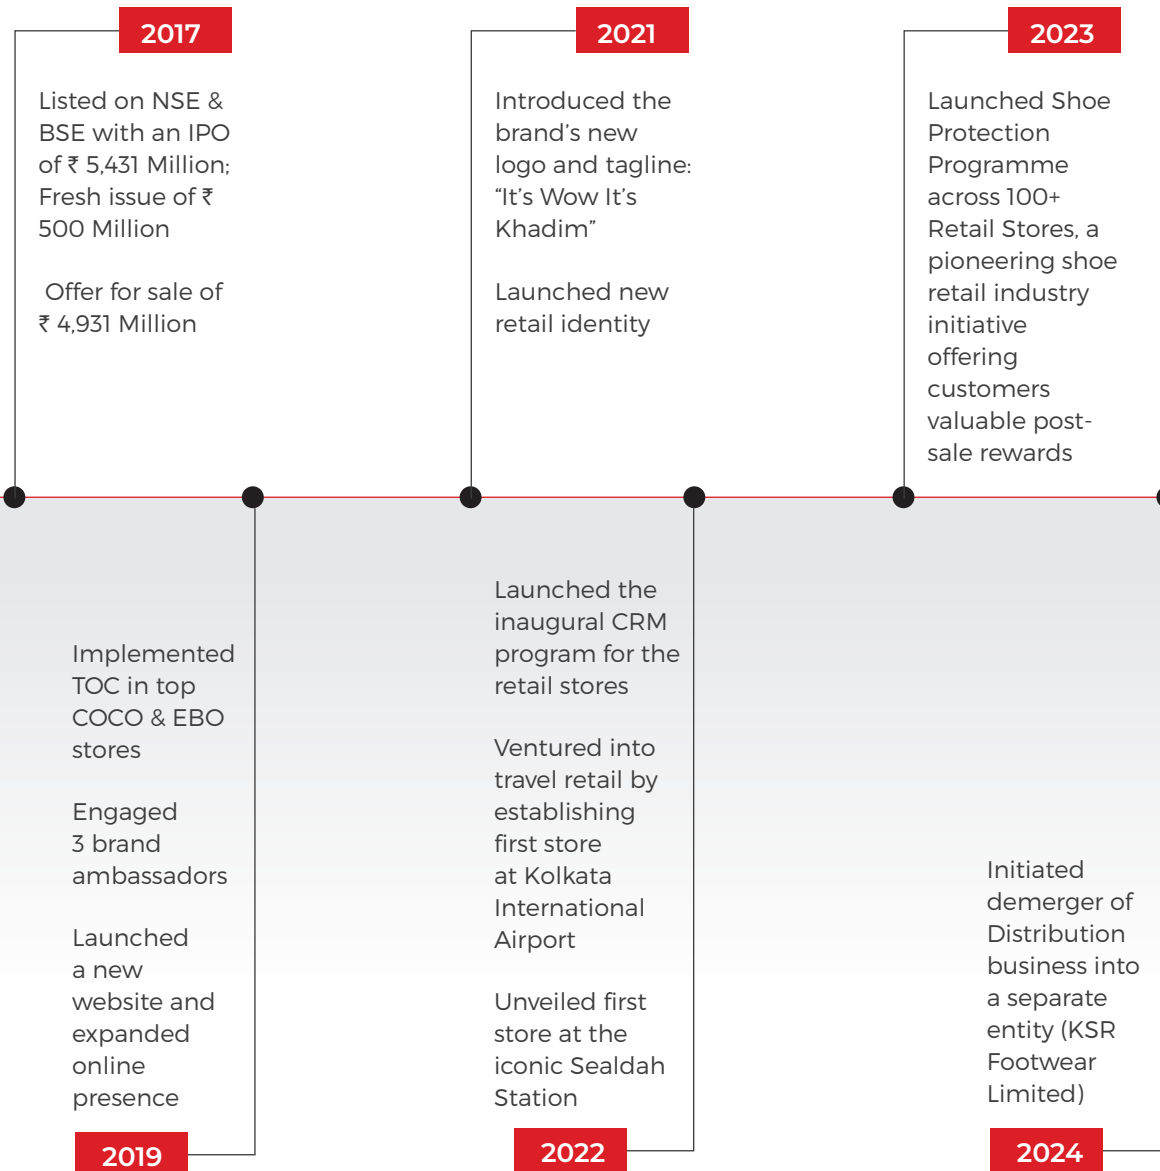 2017
Listed on NSE &
BSE with an IPO
of ₹ 5,431 Million;
Fresh issue of ₹
500 Million
Offer for sale of
₹ 4,931 Million
2021
Introduced the
brand’s new
logo and tagline:
“It’s Wow It’s
Khadim”
Launched new
retail identity
2023
Launched Shoe
Protection
Programme
across 100+
Retail Stores, a
pioneering shoe
retail industry
initiative
offering
customers
valuable post-
sale rewards
Implemented
TOC in top
COCO & EBO
stores
Engaged
3 brand
ambassadors
Launched
a new
website and
expanded
online
presence
2019
Launched the
inaugural CRM
program for the
retail stores
Ventured into
travel retail by
establishing
first store
at Kolkata
International
Airport
Unveiled first
store at the
iconic Sealdah
Station
2022
Initiated
demerger of
Distribution
business into
a separate
entity (KSR
Footwear
Limited)
2024